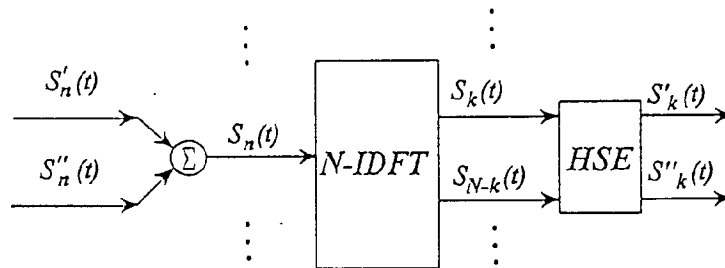 S'n(t)
S''n(t)
Σ
Sn(t)
N-IDFT
Sk(t)
SN-k(t)
HSE
S'k(t)
S''k(t)